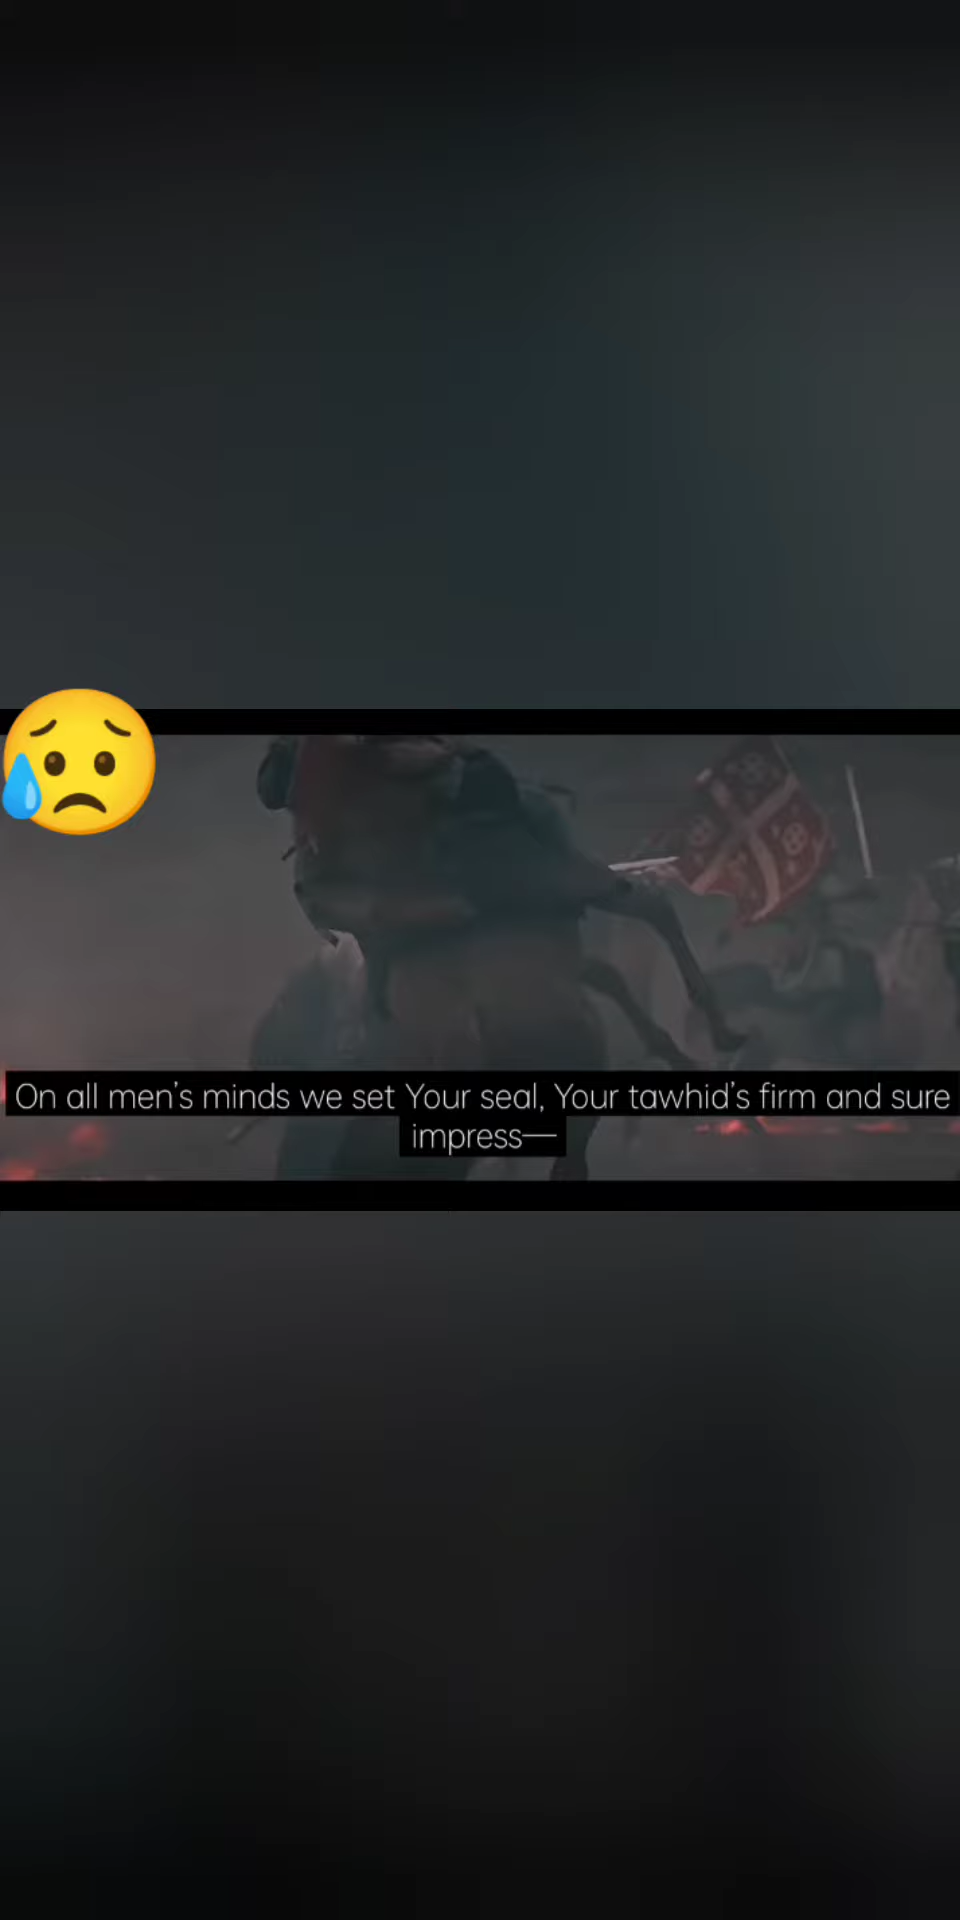 On all men’s minds we set Your seal, Your tawhid’s firm and sure
impress—